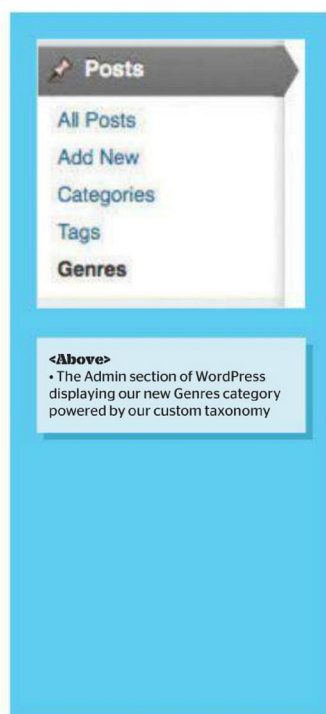 Posts
All Posts
Add New
Categories
Tags
Genres
<Above>
• The Admin section of WordPress
displaying our new Genres category
powered by our custom taxonomy